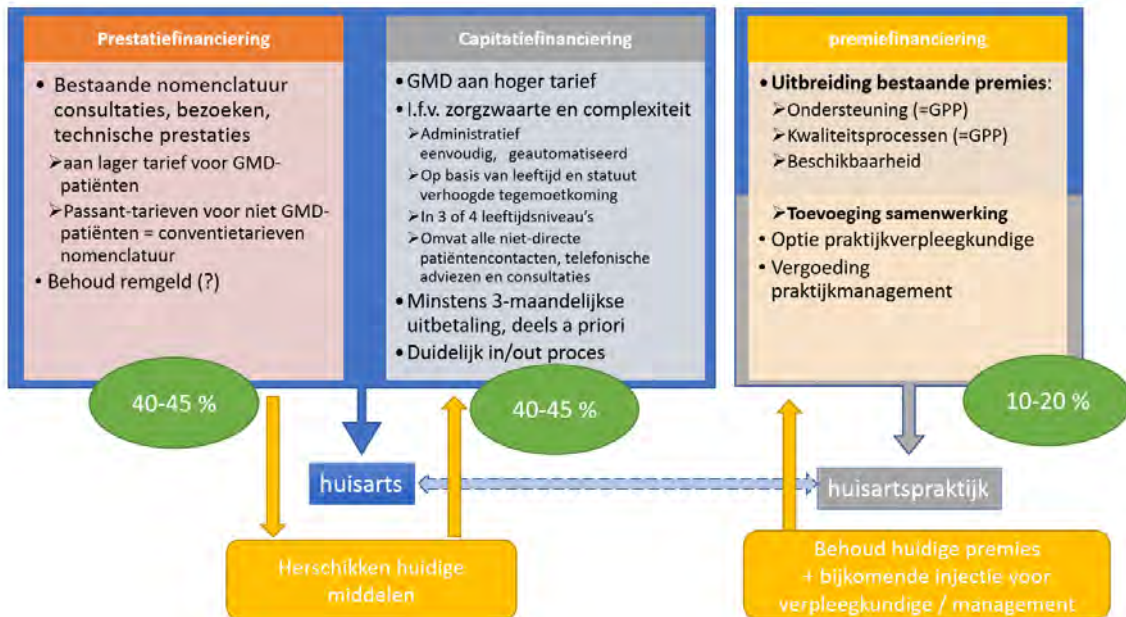 Prestatiefinanciering
• Bestaande nomenclatuur
consultaties, bezoeken,
technische prestaties
➢aan lager tarief voor GMD-
patiënten
➢Passant-tarieven voor niet GMD-
patiënten = conventietarieven
nomenclatuur
• Behoud remgeld (?)
40-45 %
Capitatiefinanciering
•GMD aan hoger tarief
•I.f.v. zorgzwaarte en complexiteit
➢Administratief
eenvoudig, geautomatiseerd
➢Op basis van leeftijd en statuut
verhoogde tegemoetkoming
➢In 3 of 4 leeftijdsniveau's
➢Omvat alle niet-directe
patiëntencontacten, telefonische
adviezen en consultaties
•Minstens 3-maandelijkse
uitbetaling, deels a priori
•Duidelijk in/out proces
40-45 %
premiefinanciering
•Uitbreiding bestaande premies:
➢Ondersteuning (=GPP)
➢Kwaliteitsprocessen (=GPP)
➢Beschikbaarheid
➢Toevoeging samenwerking
• Optie praktijkverpleegkundige
• Vergoeding
praktijkmanagement
10-20 %
huisarts
huisartspraktijk
Herschikken huidige
middelen
Behoud huidige premies
+ bijkomende injectie voor
verpleegkundige / management